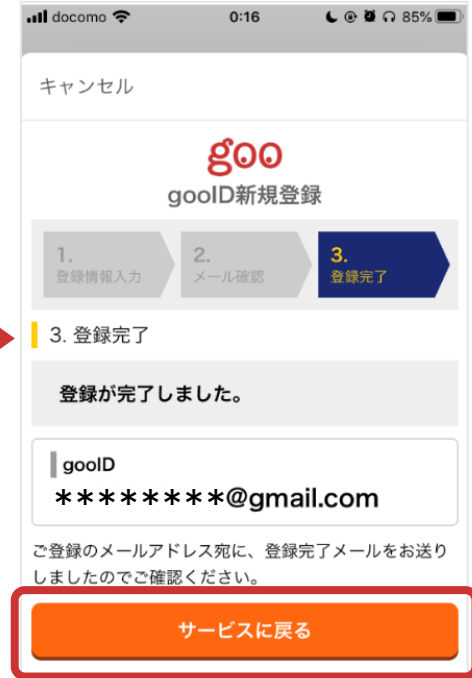 docomo 0:16 85%
キャンセル
goo
gooID新規登録
1.
登録情報入力
2.
メール確認
3.
登録完了
3. 登録完了
登録が完了しました。
gooID
********@gmail.com
ご登録のメールアドレス宛に、登録完了メールをお送り
しましたのでご確認ください。
サービスに戻る